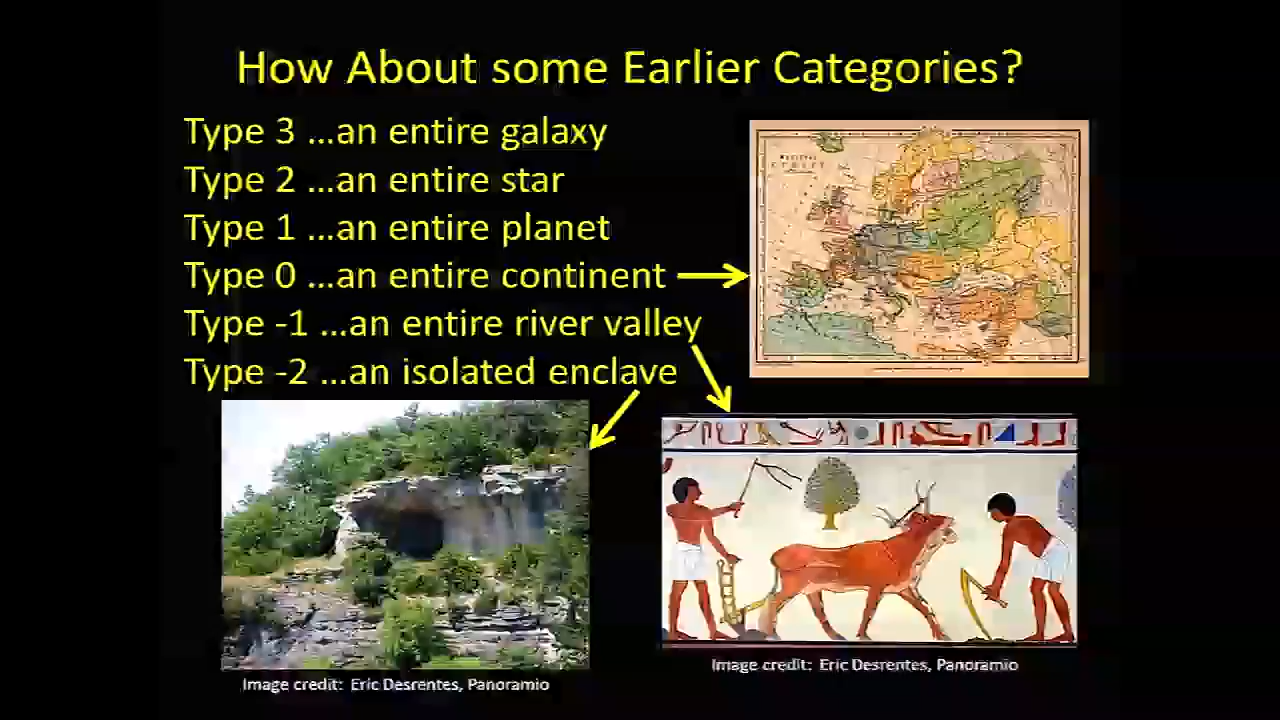 How About some Earlier Categories?
Type 3 ...an entire galaxy
Type 2 ...an entire star
Type 1 ...an entire planet
Type 0 ...an entire continent
Type -1 ...an entire river valley
Type -2 ...an isolated enclave
Image credit: Eric Desrentes, Panoramio
Image credit: Eric Desrentes, Panoramio